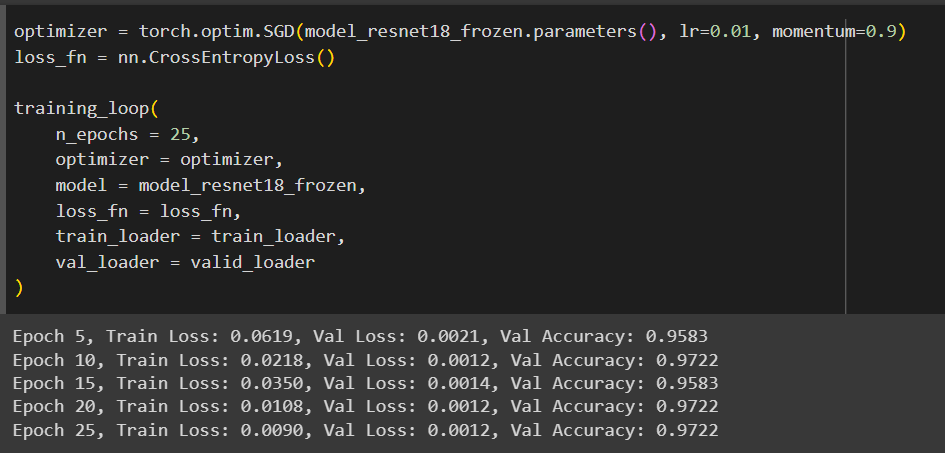 optimizer = torch.optim.SGD(model_resnet18_frozen.parameters(), lr=0.01, momentum=0.9)
loss_fn = nn.CrossEntropyLoss()

training_loop(
    n_epochs = 25,
    optimizer = optimizer,
    model = model_resnet18_frozen,
    loss_fn = loss_fn,
    train_loader = train_loader,
    val_loader = valid_loader
)
Epoch 5, Train Loss: 0.0619, Val Loss: 0.0021, Val Accuracy: 0.9583
Epoch 10, Train Loss: 0.0218, Val Loss: 0.0012, Val Accuracy: 0.9722
Epoch 15, Train Loss: 0.0350, Val Loss: 0.0014, Val Accuracy: 0.9583
Epoch 20, Train Loss: 0.0108, Val Loss: 0.0012, Val Accuracy: 0.9722
Epoch 25, Train Loss: 0.0090, Val Loss: 0.0012, Val Accuracy: 0.9722